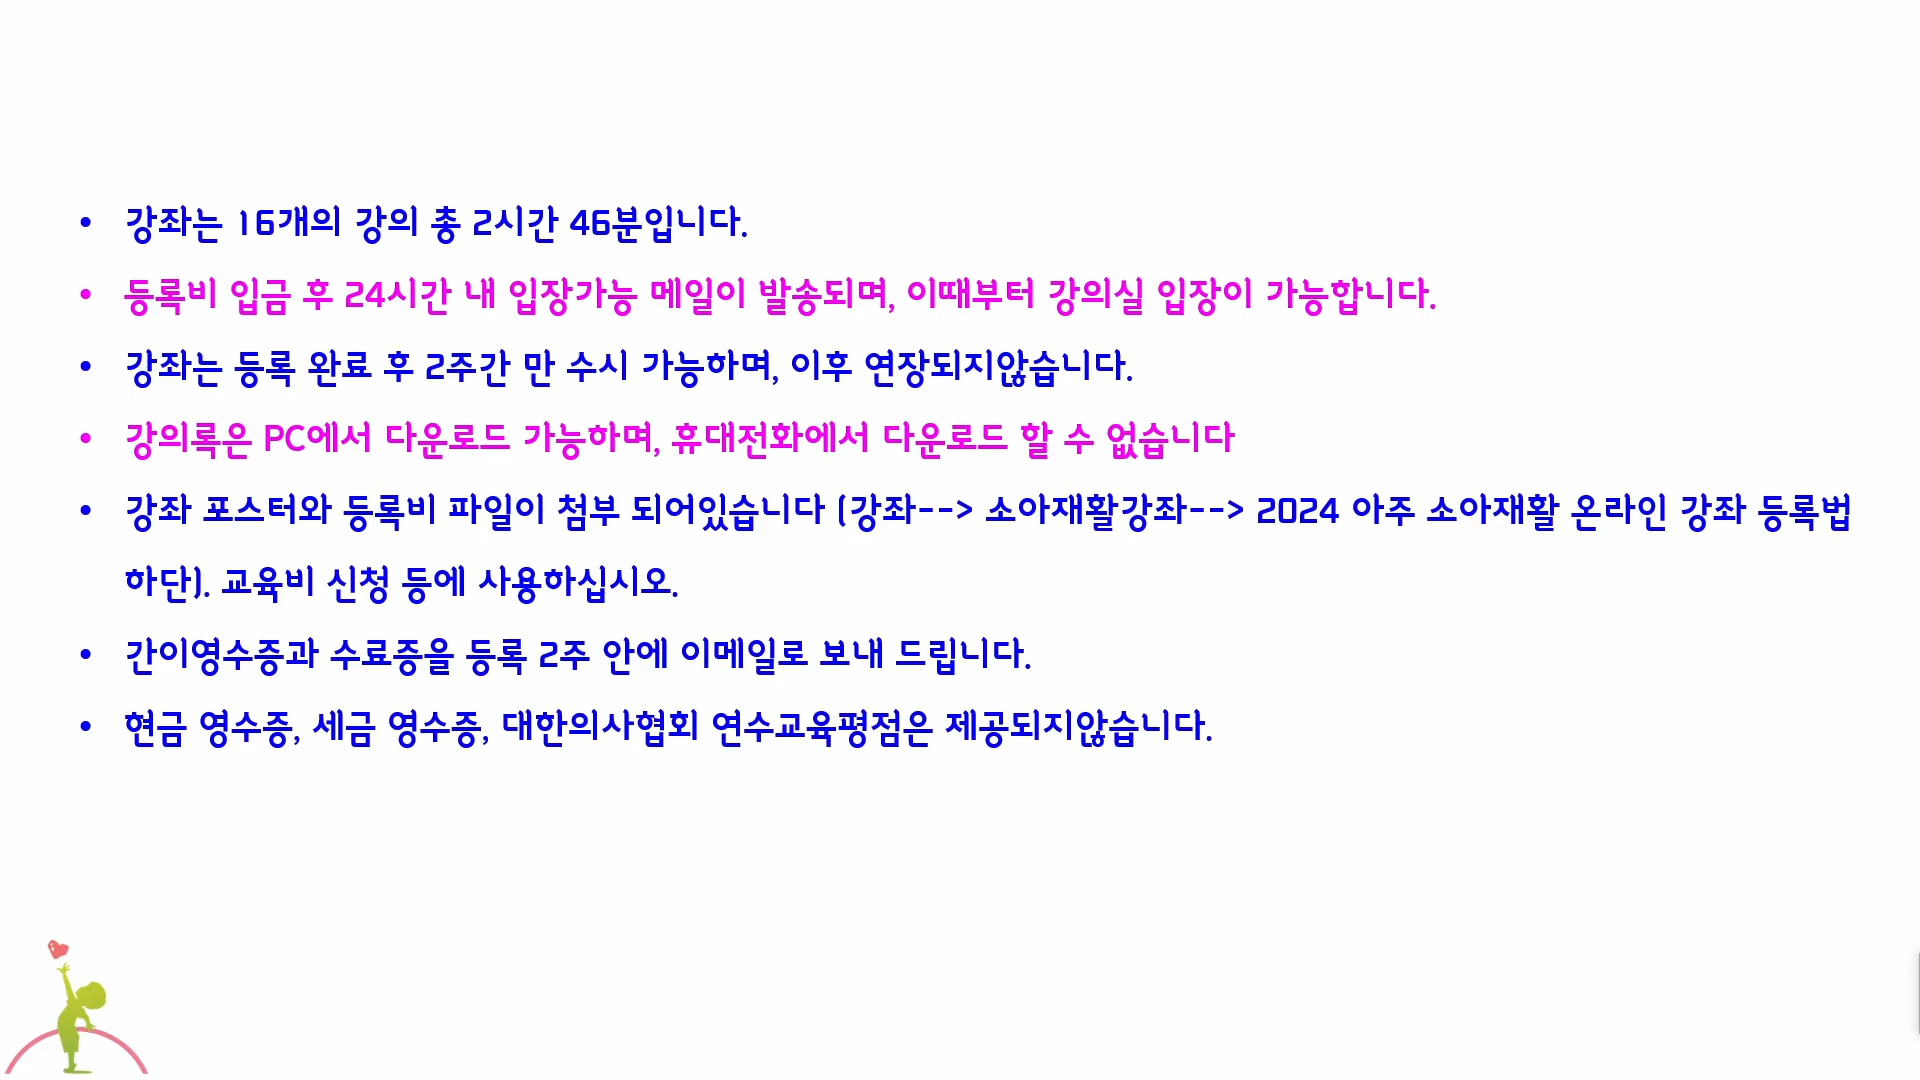 • 강좌는 16개의 강의 총 2시간 46분입니다.
• 등록비 입금 후 24시간 내 입장가능 메일이 발송되며, 이때부터 강의실 입장이 가능합니다.
• 강좌는 등록 완료 후 2주간 만 수시 가능하며, 이후 연장되지않습니다.
• 강의록은 PC에서 다운로드 가능하며, 휴대전화에서 다운로드 할 수 없습니다
• 강좌 포스터와 등록비 파일이 첨부 되어있습니다 (강좌--> 소아재활강좌--> 2024 아주 소아재활 온라인 강좌 등록법
하단). 교육비 신청 등에 사용하십시오.
• 간이영수증과 수료증을 등록 2주 안에 이메일로 보내 드립니다.
• 현금 영수증, 세금 영수증, 대한의사협회 연수교육평점은 제공되지않습니다.